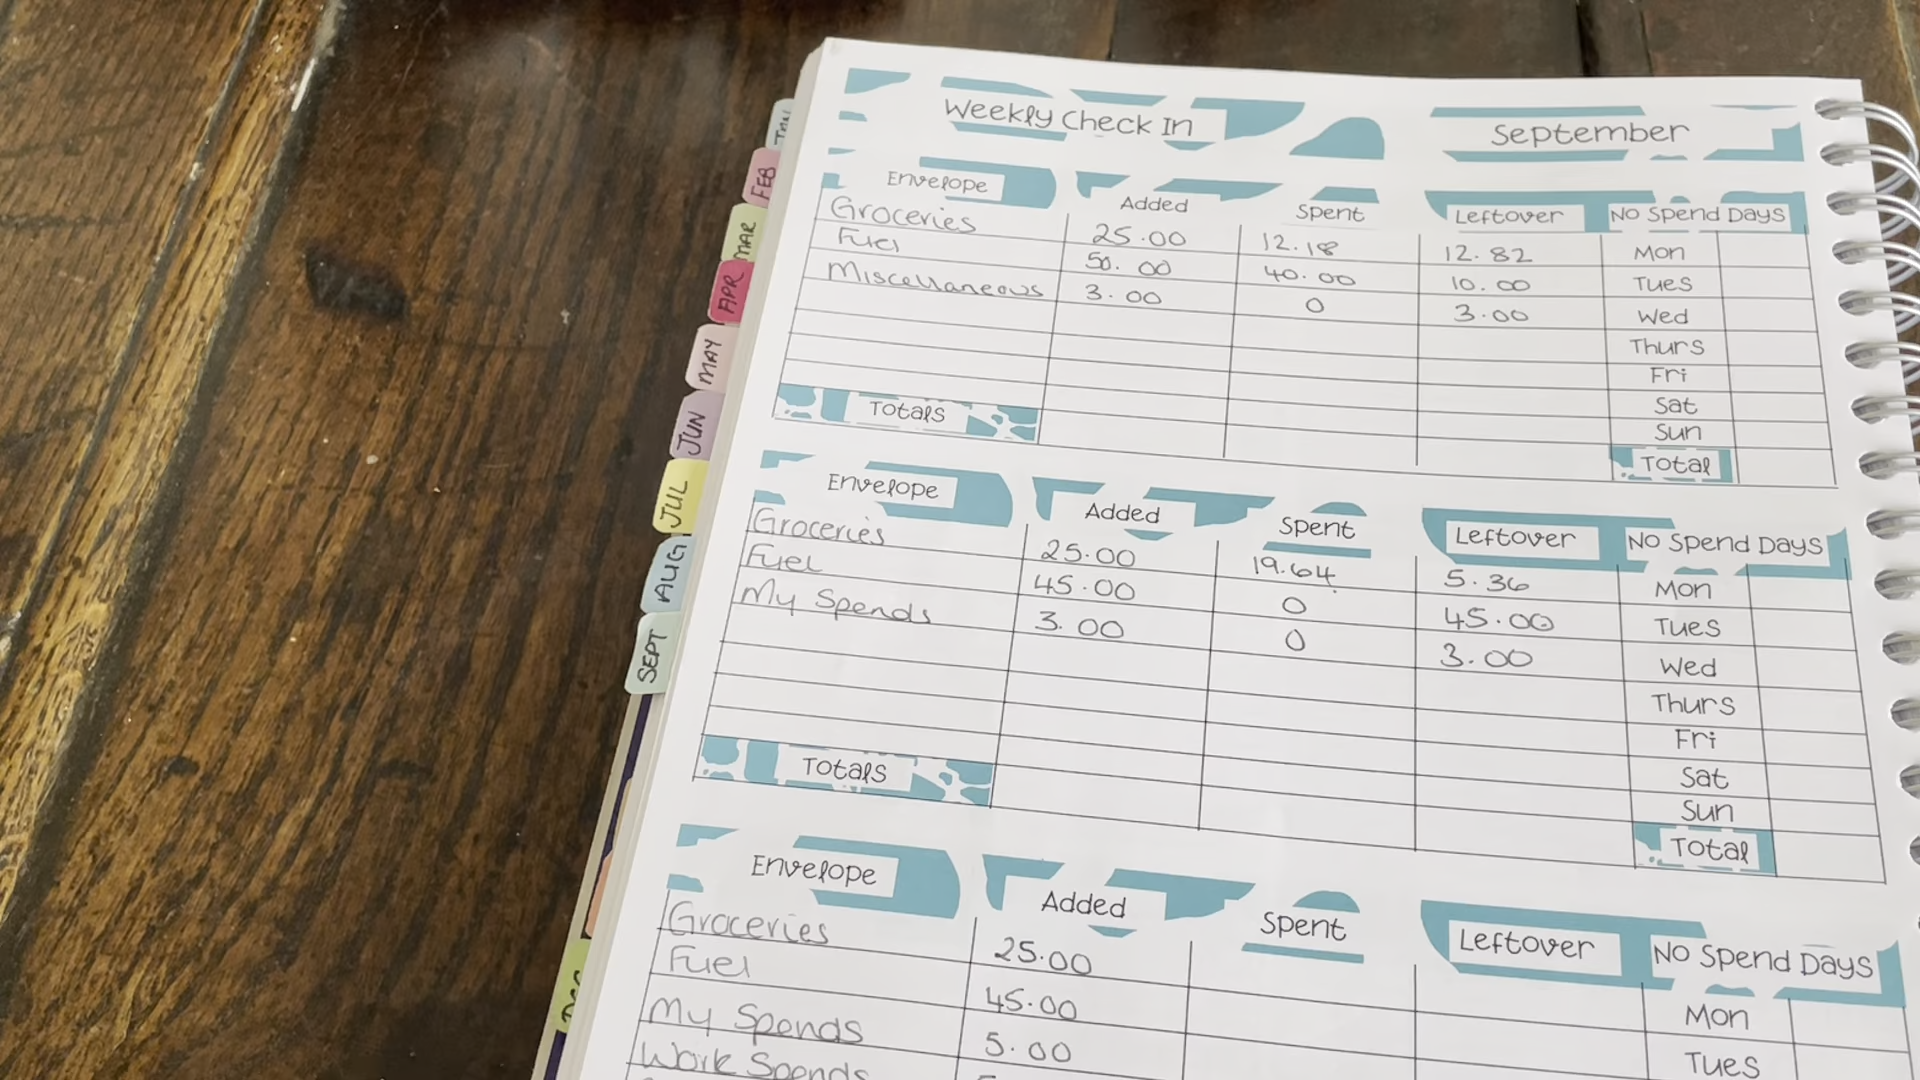 Weekly Check In September
Envelope Added Spent Leftover No Spend Days
Groceries 25.00 12.18 12.82 Mon
Fuel 50.00 40.00 10.00 Tues
Miscellaneous 3.00 0 3.00 Wed
Thurs
Fri
Sat
Sun
Totals
Total
Envelope Added Spent Leftover No Spend Days
Groceries 25.00 19.64 5.36 Mon
Fuel 45.00 0 45.00 Tues
My Spends 3.00 0 3.00 Wed
Thurs
Fri
Sat
Sun
Totals
Total
Envelope Added Spent Leftover No Spend Days
Groceries 25.00 Mon
Fuel 45.00 Tues
My Spends 5.00
Work Spends
JAN
FEB
MAR
APR
MAY
JUN
JUL
AUG
SEPT
DEC